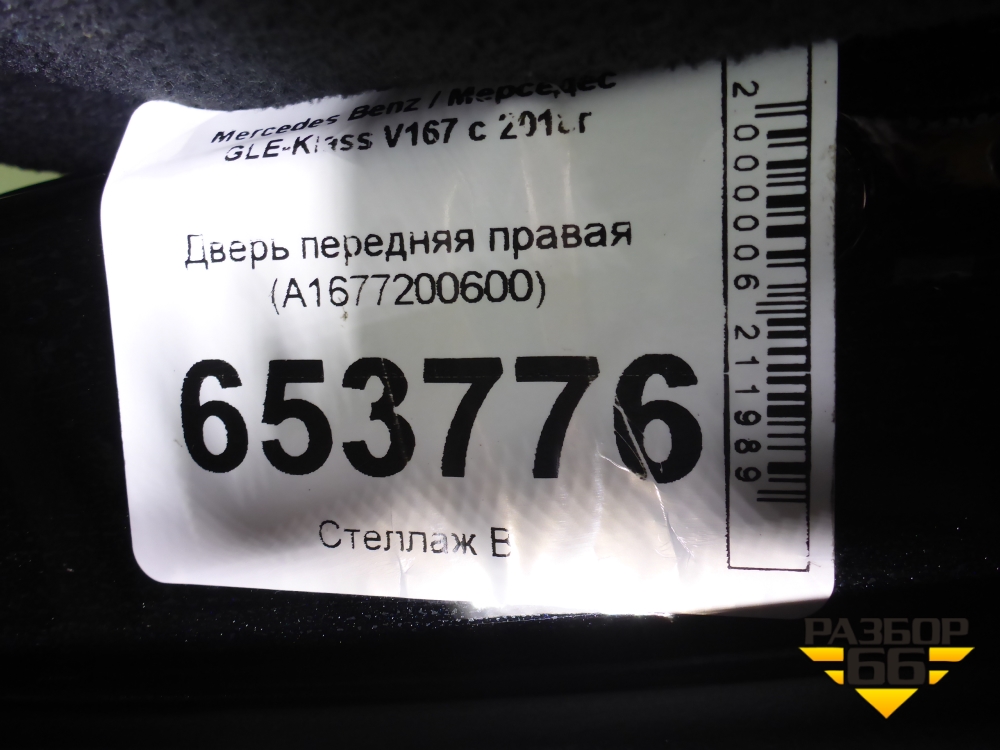 Mercedes Benz / Мерседес
GLE-Klass V167 с 2018г
Дверь передняя правая
(A1677200600)
653776
Стеллаж В
2000006211989
РАЗБОР
66